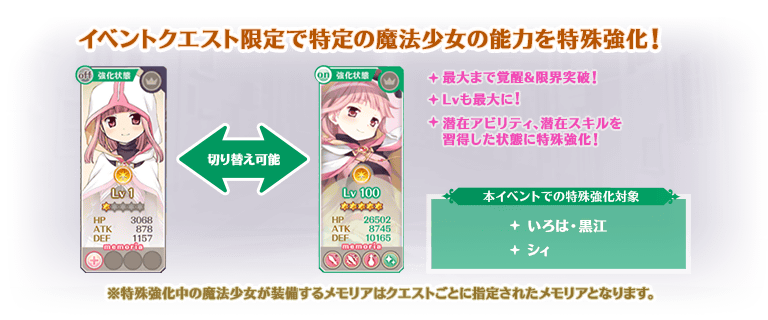 イベントクエスト限定で特定の魔法少女の能力を特殊強化！
off 強化状態
Lv 1
HP 3068
ATK 878
DEF 1157
memoria
切り替え可能
on 強化状態
Lv 100
HP 26502
ATK 8745
DEF 10165
memoria
最大まで覚醒&限界突破！
Lvも最大に！
潜在アビリティ、潜在スキルを
習得した状態に特殊強化！
本イベントでの特殊強化対象
いろは・黒江
シィ
※特殊強化中の魔法少女が装備するメモリアはクエストごとに指定されたメモリアとなります。